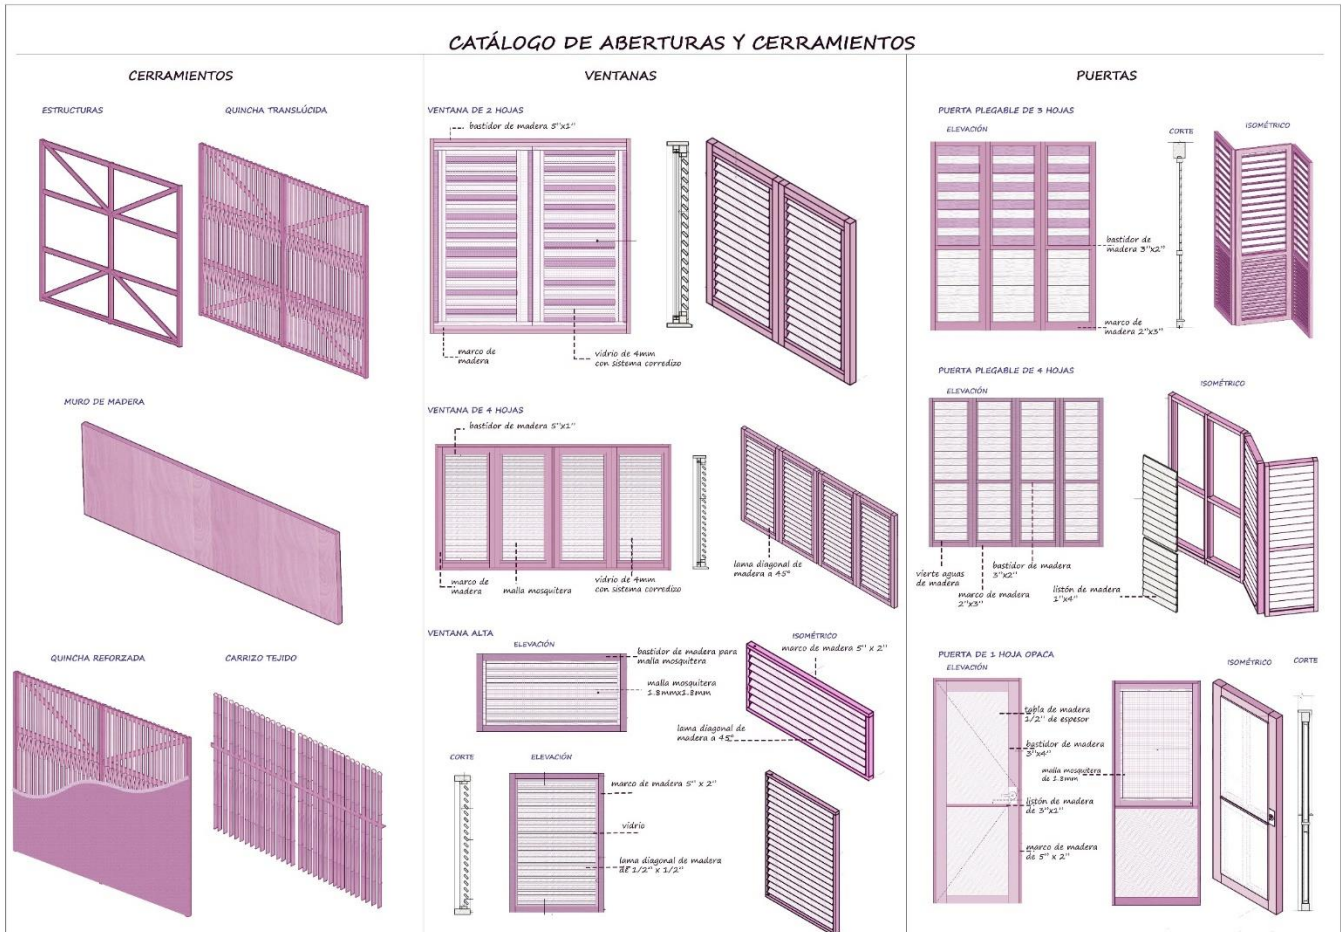 CATÁLOGO DE ABERTURAS Y CERRAMIENTOS
CERRAMIENTOS
ESTRUCTURAS
QUINCHA TRANSLÚCIDA
MURO DE MADERA
QUINCHA REFORZADA
CARRIZO TEJIDO
VENTANAS
VENTANA DE 2 HOJAS
bastidor de madera 5"x1"
marco de
madera
vidrio de 4mm
con sistema corredizo
VENTANA DE 4 HOJAS
bastidor de madera 5"x1"
marco de
madera
malla mosquitera
vidrio de 4mm
con sistema corredizo
lama diagonal de
madera a 45°
VENTANA ALTA
ELEVACIÓN
bastidor de madera para
malla mosquitera
malla mosquitera
1.8mmx1.8mm
ISOMÉTRICO
marco de madera 5" x 2"
lama diagonal de
madera a 45°
CORTE
ELEVACIÓN
marco de madera 5" x 2"
vidrio
lama diagonal de madera
de 1/2" x 1/2"
PUERTAS
PUERTA PLEGABLE DE 3 HOJAS
ELEVACIÓN
CORTE
ISOMÉTRICO
bastidor de
madera 3"x2"
marco de
madera 2"x3"
PUERTA PLEGABLE DE 4 HOJAS
ELEVACIÓN
ISOMÉTRICO
vierte aguas
de madera
marco de madera
2"x3"
bastidor de madera
3"x2"
listón de madera
1"x4"
PUERTA DE 1 HOJA OPACA
ELEVACIÓN
ISOMÉTRICO
CORTE
tabla de madera
1/2" de espesor
bastidor de madera
3"x4"
malla mosquitera
de 1.8mm
listón de madera
de 3"x1"
marco de madera
de 5" x 2"